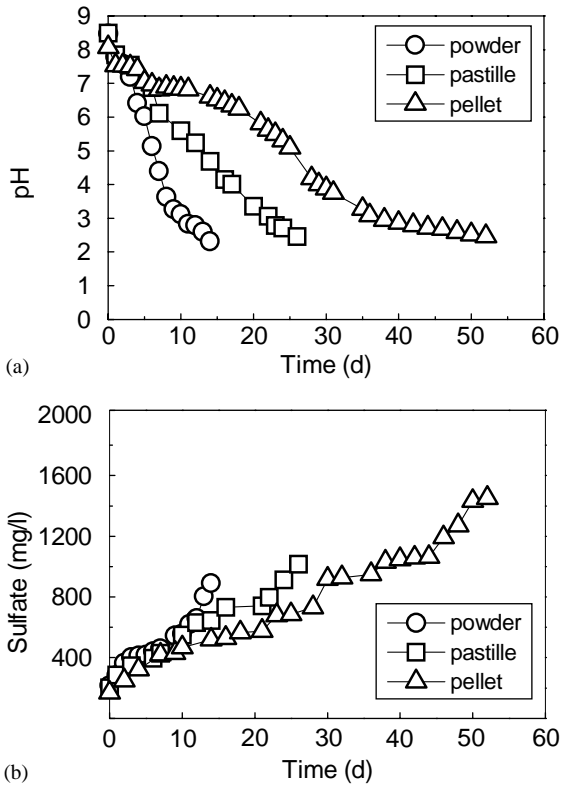 9
8
7
6
5
4
3
2
1
0
pH
powder
pastille
pellet
0 10 20 30 40 50 60
Time (d)
(a)
2000
1600
1200
800
400
Sulfate (mg/l)
powder
pastille
pellet
0 10 20 30 40 50 60
Time (d)
(b)